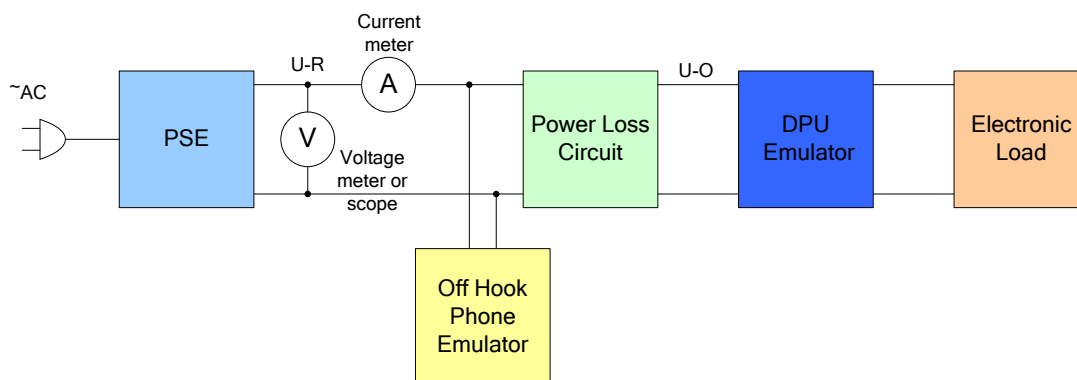 Current
meter
U-R
U-O
~AC
A
PSE
V
Power Loss
Circuit
DPU
Emulator
Electronic
Load
Voltage
meter or
scope
Off Hook
Phone
Emulator